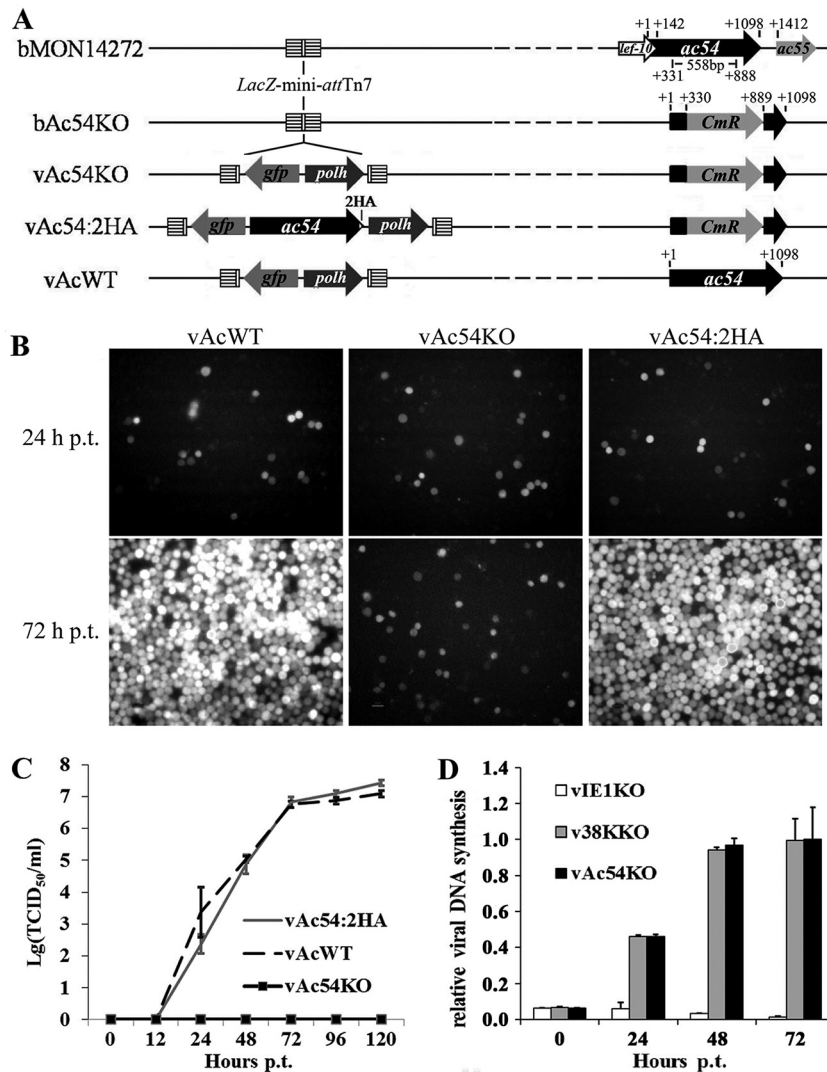 A
bMON14272
+1 +142 +1098 +1412
lef-10 ac54 ac55
558bp
+331 +888
LacZ-mini-attTn7
bAc54KO
+1 +330 +889 +1098
CmR
vAc54KO
gfp polh
CmR
2HA
vAc54:2HA
gfp ac54 polh
CmR
vAcWT
gfp polh
+1 +1098
ac54
B
vAcWT vAc54KO vAc54:2HA
24 h p.t.
72 h p.t.
C
Lg(TCID50/ml)
8
7
6
5
4
3
2
1
0
vAc54:2HA
vAcWT
vAc54KO
0 12 24 48 72 96 120
Hours p.t.
D
relative viral DNA synthesis
1.4
1.2
1.0
0.8
0.6
0.4
0.2
0.0
vIE1KO
v38KKO
vAc54KO
0 24 48 72
Hours p.t.